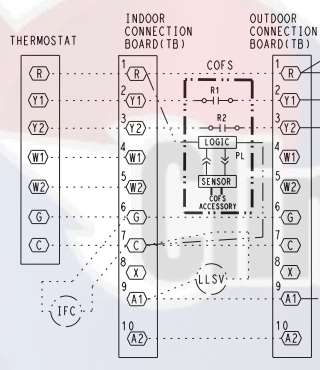 INDOOR
CONNECTION
BOARD(TB)
OUTDOOR
CONNECTION
BOARD(TB)
THERMOSTAT
COFS
R 1 R 1 R
R1
Y1 2 Y1 2 Y1
R2
Y2 3 Y2 3 Y2
LOGIC
W1 4 W1 4 W1
PL
W2 5 W2 SENSOR 5 W2
COFS
ACCESSORY
G 6 G 6 G
C 7 C 7 C
8 X 8 X
LLSV
9 A1 9 A1
IFC
10 A2 10 A2